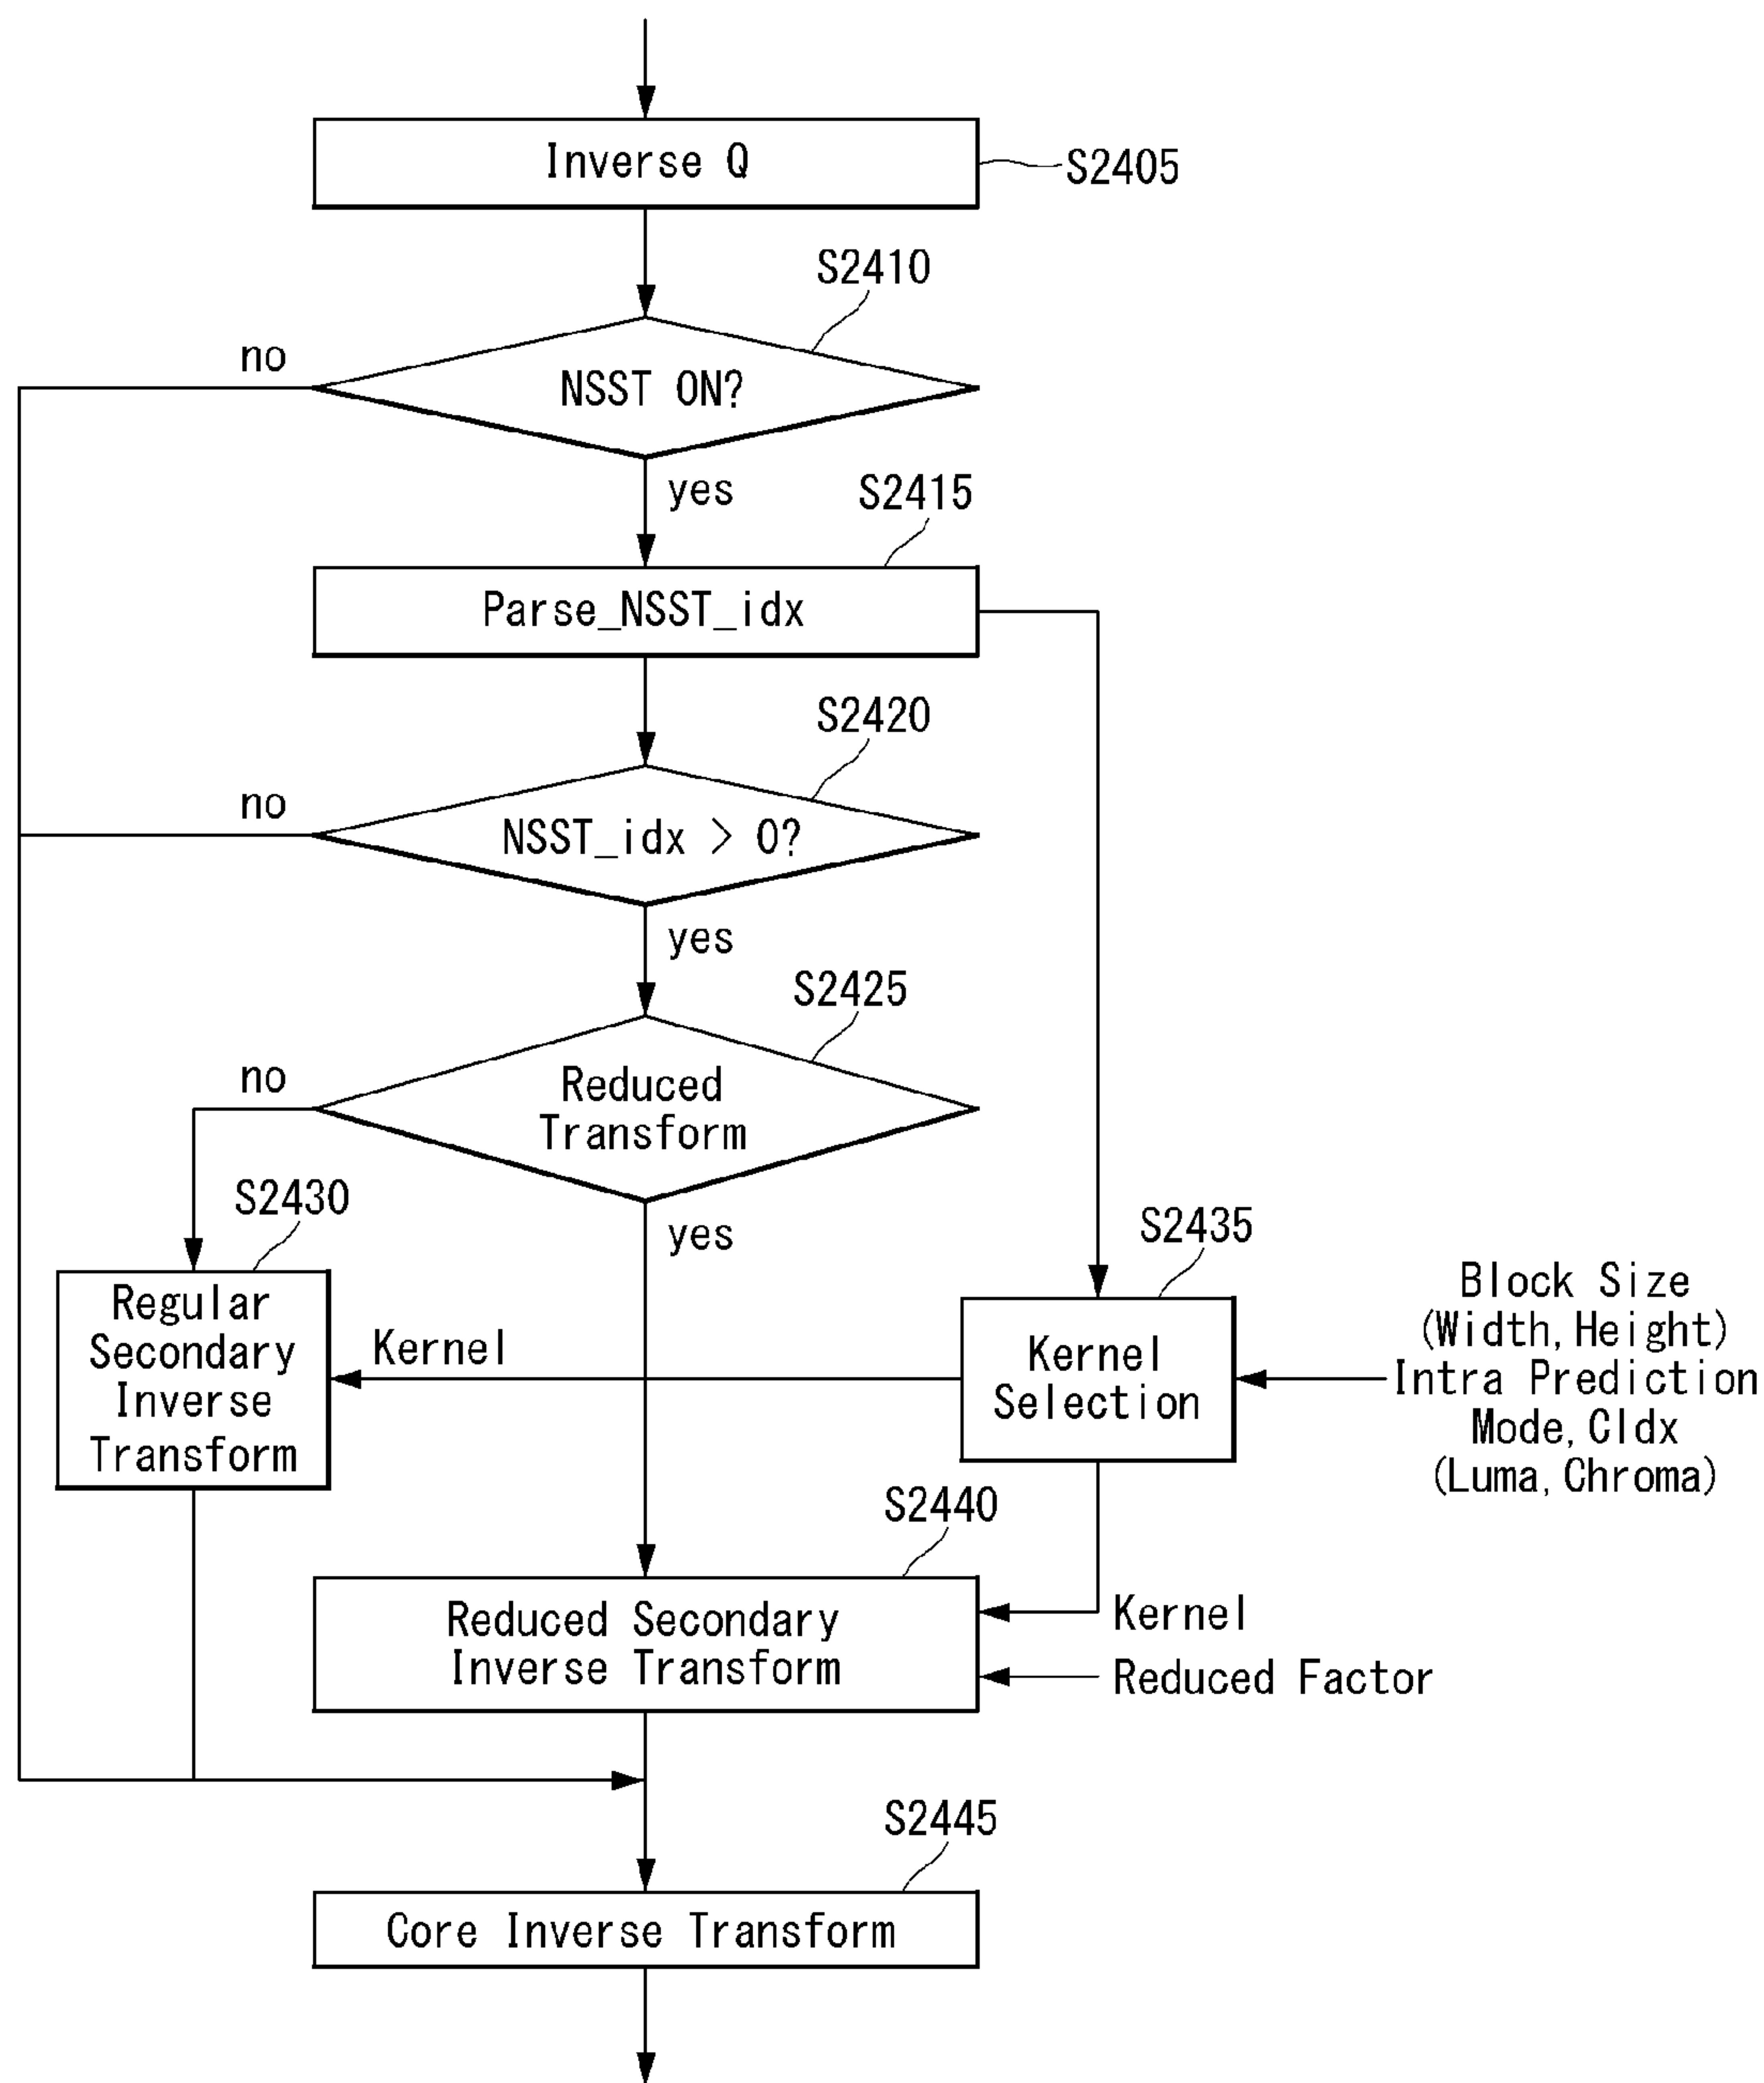 Inverse Q
S2405
S2410
no
NSST ON?
yes
S2415
Parse_NSST_idx
S2420
no
NSST_idx > 0?
yes
S2425
no
Reduced
Transform
S2430
yes
S2435
Regular
Secondary
Inverse
Transform
Kernel
Kernel
Selection
Block Size
(Width, Height)
Intra Prediction
Mode, CIdx
(Luma, Chroma)
S2440
Reduced Secondary
Inverse Transform
Kernel
Reduced Factor
S2445
Core Inverse Transform